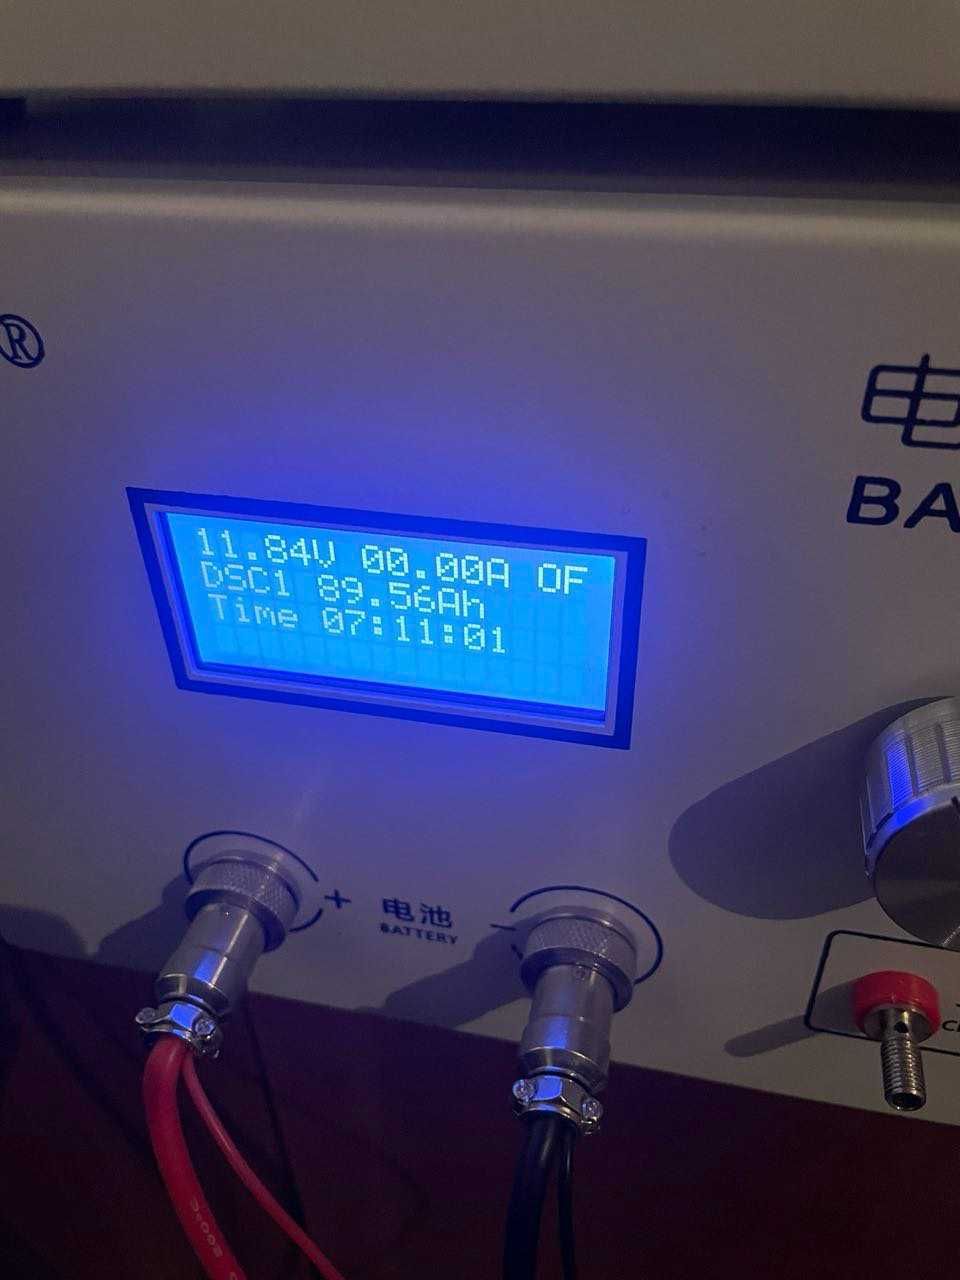 ®
电
BA
11.84V 00.00A OF
DSC1 89.56Ah
Time 07:11:01
+ 电池 −
BATTERY